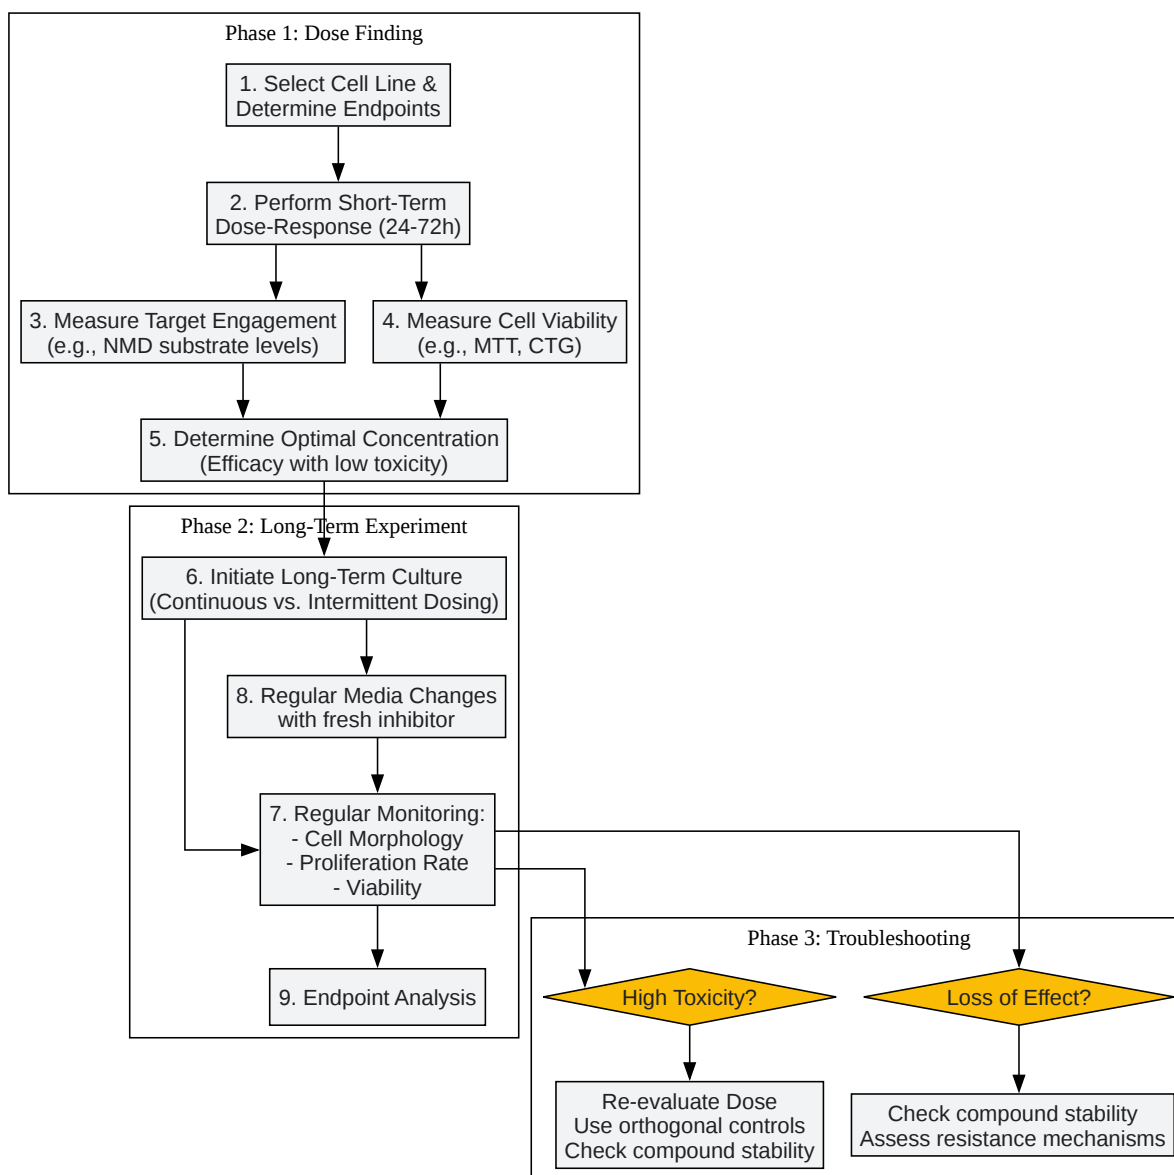 Phase 1: Dose Finding
1. Select Cell Line &
Determine Endpoints
2. Perform Short-Term
Dose-Response (24-72h)
3. Measure Target Engagement
(e.g., NMD substrate levels)
4. Measure Cell Viability
(e.g., MTT, CTG)
5. Determine Optimal Concentration
(Efficacy with low toxicity)
Phase 2: Long-Term Experiment
6. Initiate Long-Term Culture
(Continuous vs. Intermittent Dosing)
8. Regular Media Changes
with fresh inhibitor
7. Regular Monitoring:
- Cell Morphology
- Proliferation Rate
- Viability
9. Endpoint Analysis
Phase 3: Troubleshooting
High Toxicity?
Loss of Effect?
Re-evaluate Dose
Use orthogonal controls
Check compound stability
Check compound stability
Assess resistance mechanisms